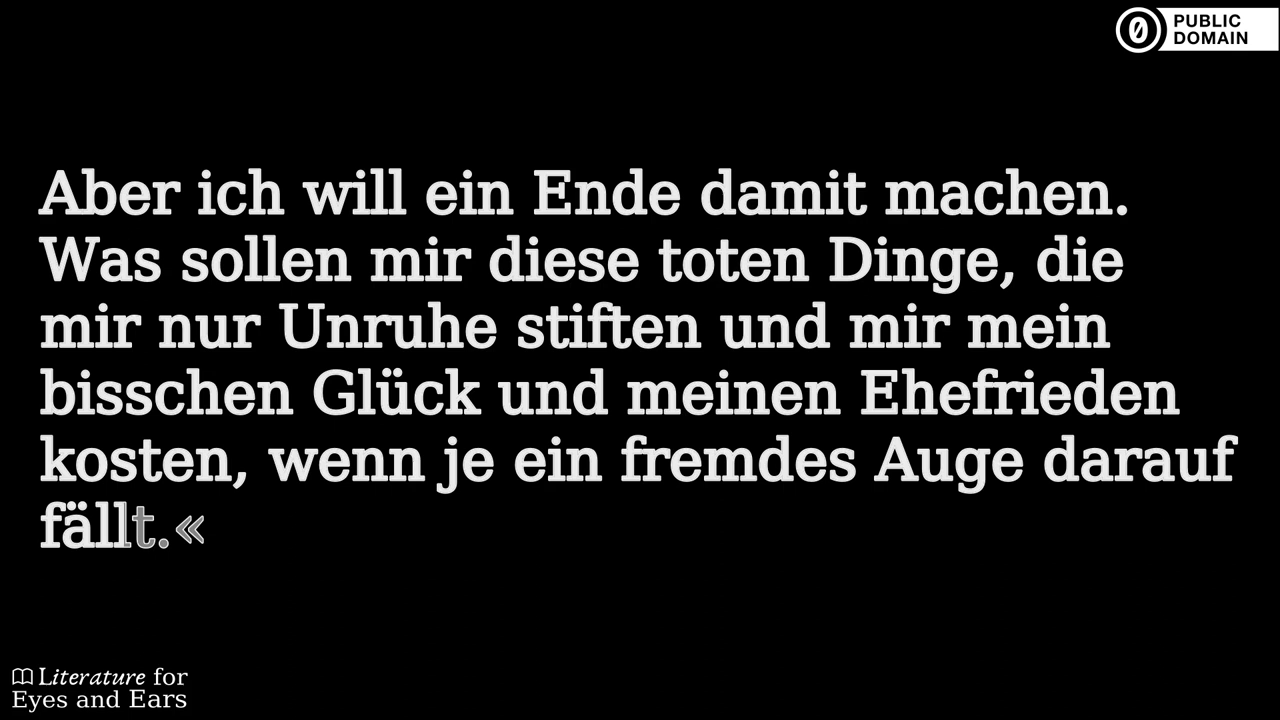 PUBLIC
DOMAIN
Aber ich will ein Ende damit machen.
Was sollen mir diese toten Dinge, die
mir nur Unruhe stiften und mir mein
bisschen Glück und meinen Ehefrieden
kosten, wenn je ein fremdes Auge darauf
fällt.«
Literature for
Eyes and Ears